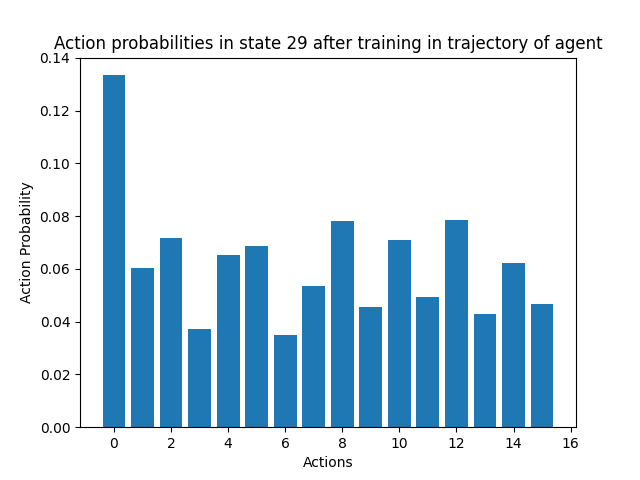 Action probabilities in state 29 after training in trajectory of agent
0.14
0.12
0.10
0.08
0.06
0.04
0.02
0.00
Action Probability
0 2 4 6 8 10 12 14 16
Actions